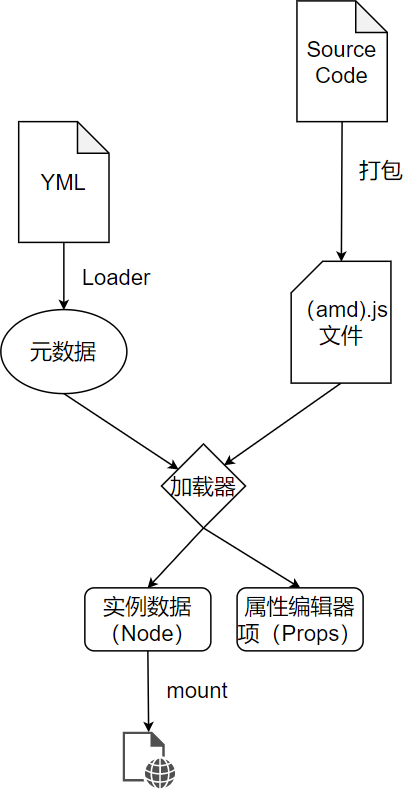 Source
Code
YML
打包
Loader
（amd).js
文件
元数据
加载器
实例数据
（Node）
属性编辑器
项（Props）
mount